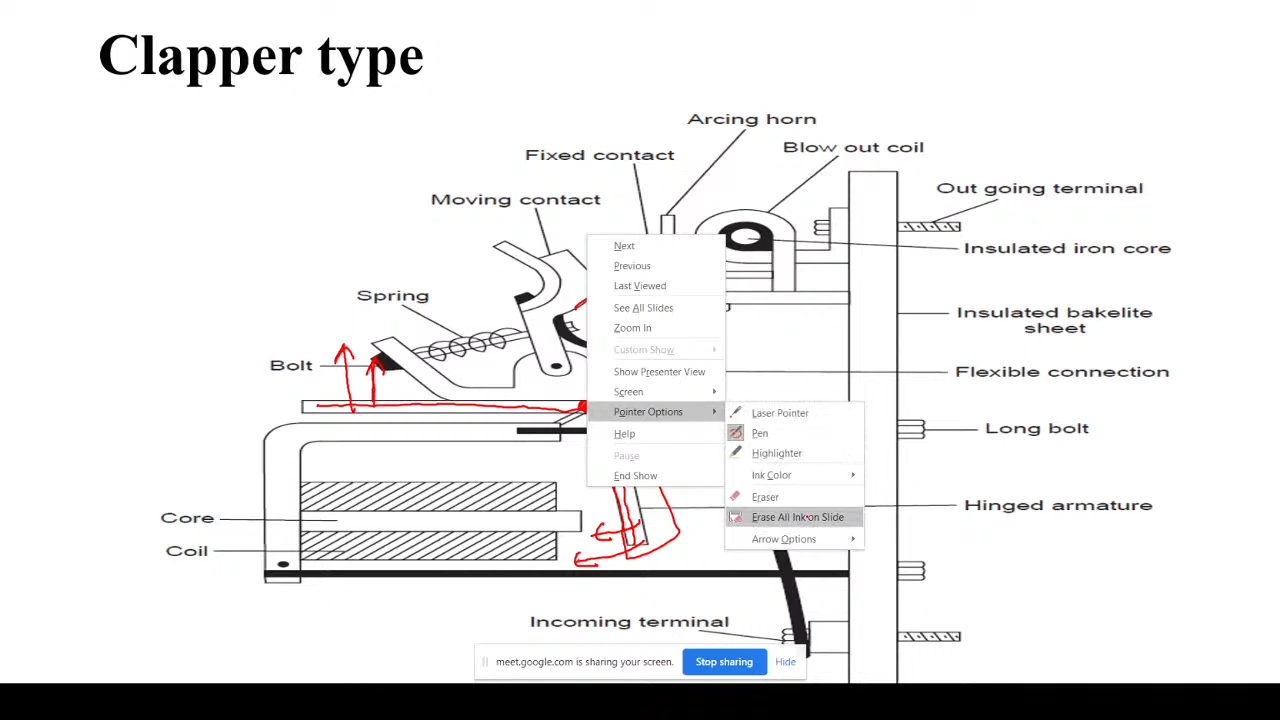 Clapper type
Arcing horn
Fixed contact
Blow out coil
Moving contact
Out going terminal
Insulated iron core
Spring
Insulated bakelite
sheet
Bolt
Flexible connection
Long bolt
Hinged armature
Core
Coil
Incoming terminal
Next
Previous
Last Viewed
See All Slides
Zoom In
Custom Show
Show Presenter View
Screen
Pointer Options
Help
Pause
End Show
Laser Pointer
Pen
Highlighter
Ink Color
Eraser
Erase All Ink on Slide
Arrow Options
meet.google.com is sharing your screen.
Stop sharing
Hide